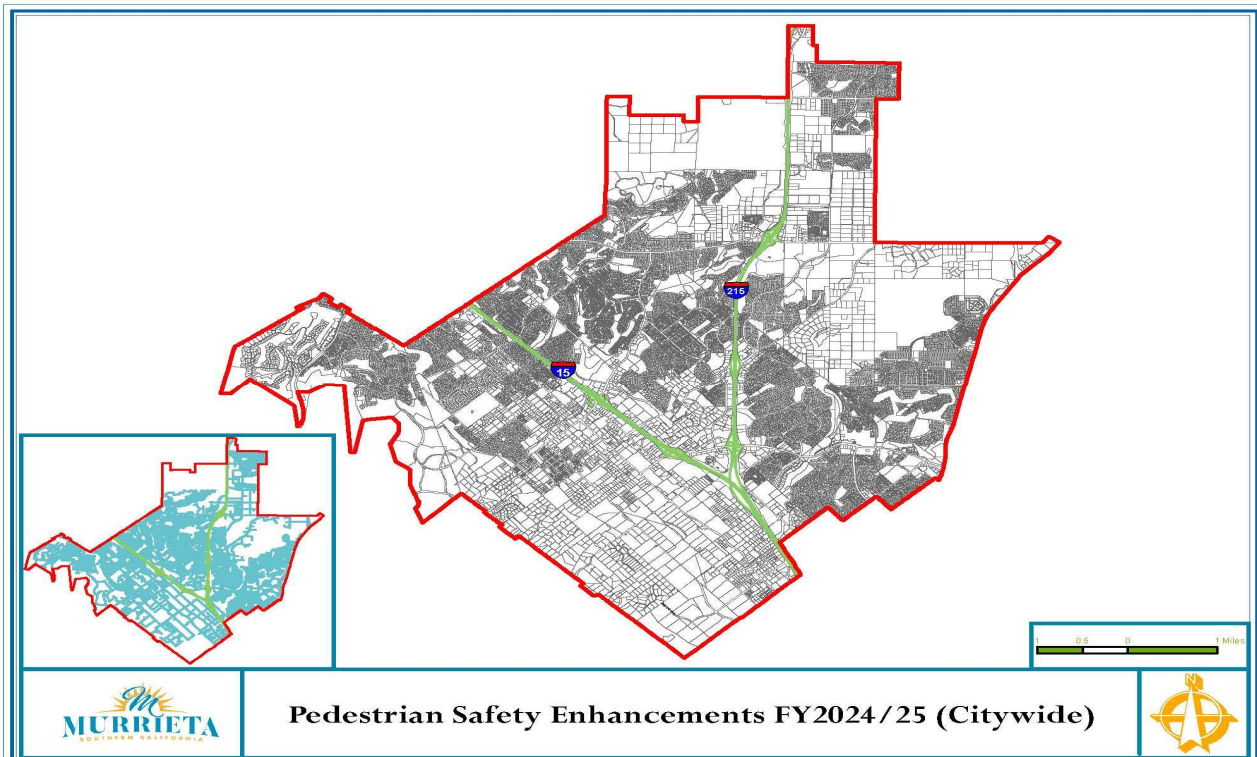 215
15
1 0.5 0 1 Miles
M
MURRIETA
SOUTHERN CALIFORNIA
Pedestrian Safety Enhancements FY2024/25 (Citywide)
N